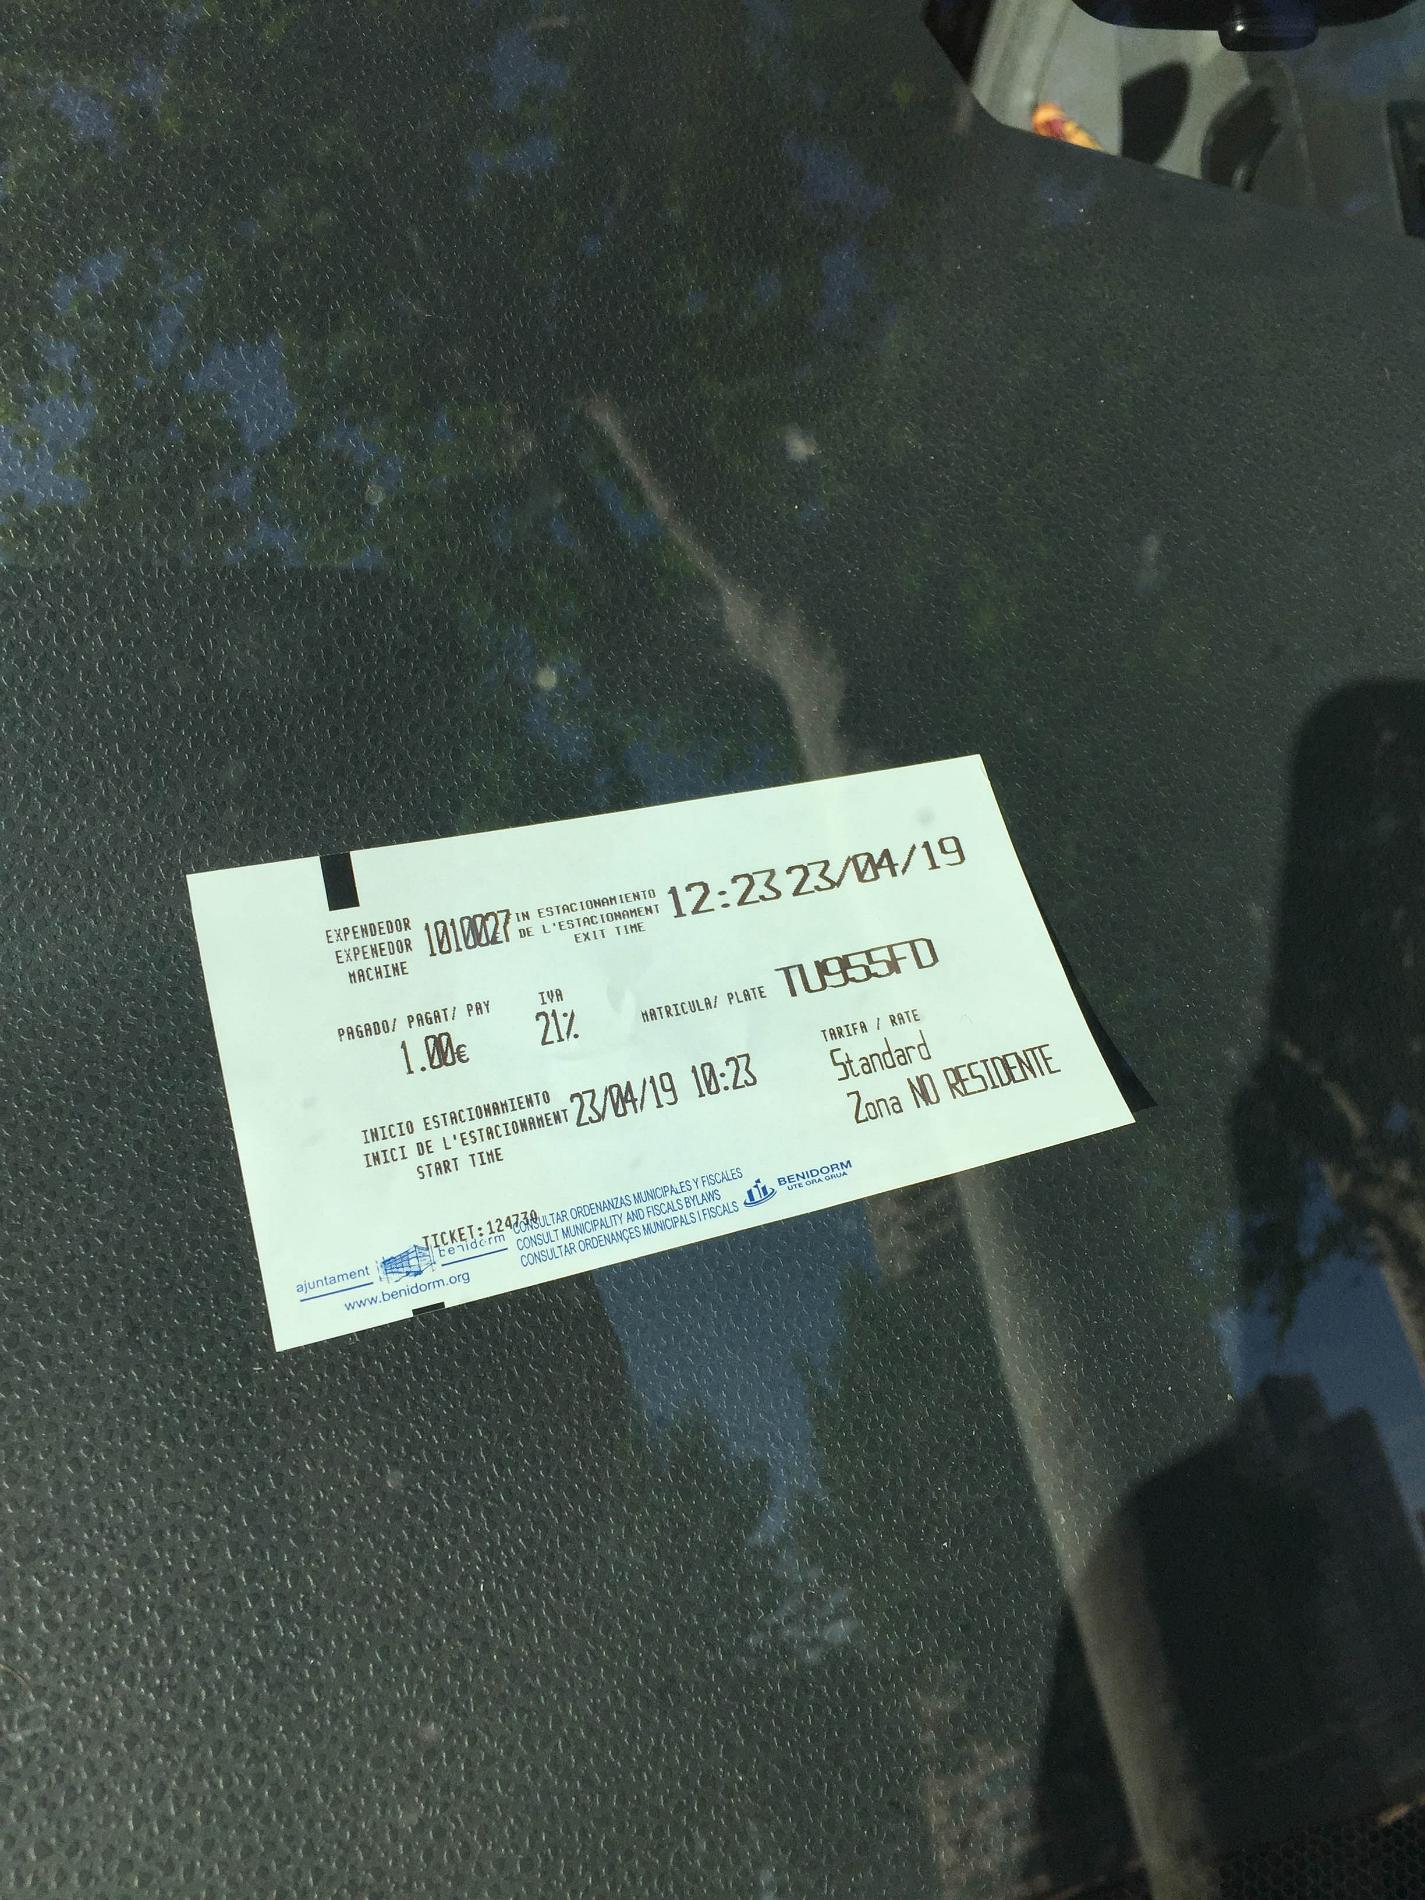 EXPENDEDOR
EXPENEDOR
MACHINE
1010027
IN ESTACIONAMIENTO
DE L'ESTACIONAMENT
EXIT TIME
12:23 23/04/19
PAGADO/ PAGAT/ PAY
1.00€
IVA
21%
MATRICULA/ PLATE
TU955FD
INICIO ESTACIONAMIENTO
INICI DE L'ESTACIONAMENT
START TIME
23/04/19 10:23
TARIFA / RATE
Standard
Zona NO RESIDENTE
TICKET:124730
ajuntament benidorm
www.benidorm.org
CONSULTAR ORDENANZAS MUNICIPALES Y FISCALES
CONSULT MUNICIPALITY AND FISCALS BYLAWS
CONSULTAR ORDENANÇES MUNICIPALS I FISCALS
BENIDORM
UTE ORA GRUA